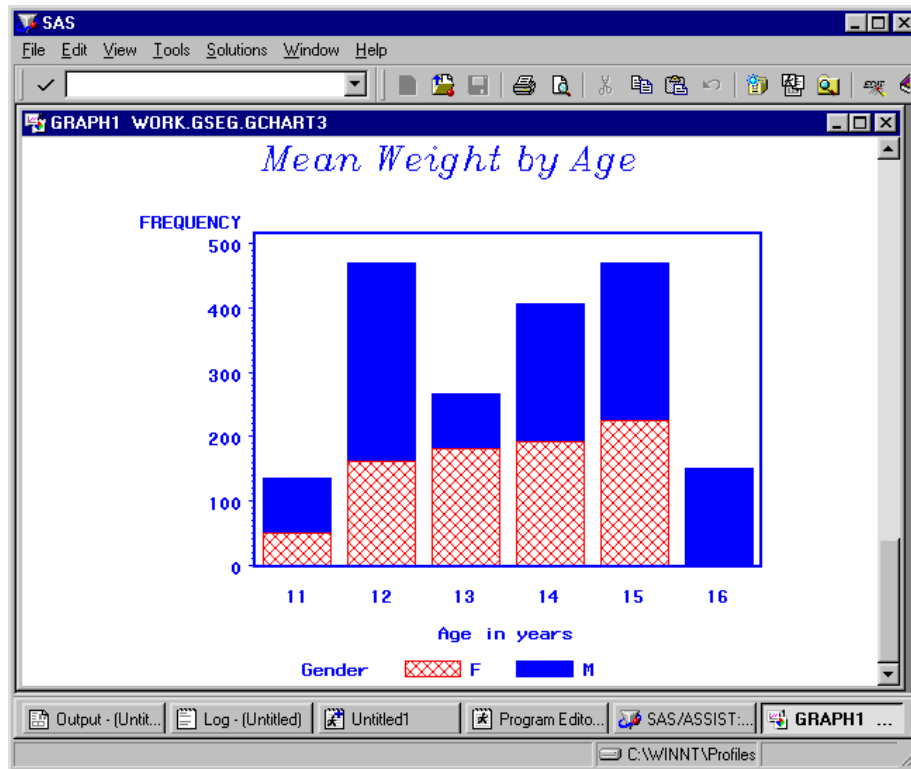 SAS
File Edit View Tools Solutions Window Help
GRAPH1 WORK.GSEG.GCHART3
Mean Weight by Age
FREQUENCY
500
400
300
200
100
0
11 12 13 14 15 16
Age in years
Gender F M
Output - (Untit... Log - (Untitled) Untitled1 Program Edito... SAS/ASSIST:... GRAPH1 ...
C:\WINNT\Profiles